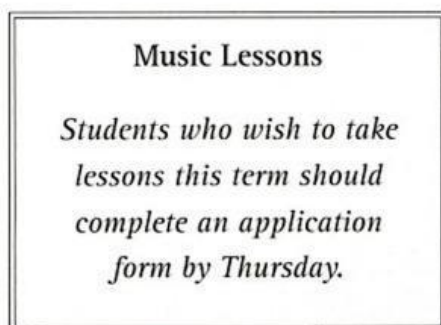 Music Lessons
Students who wish to take
lessons this term should
complete an application
form by Thursday.